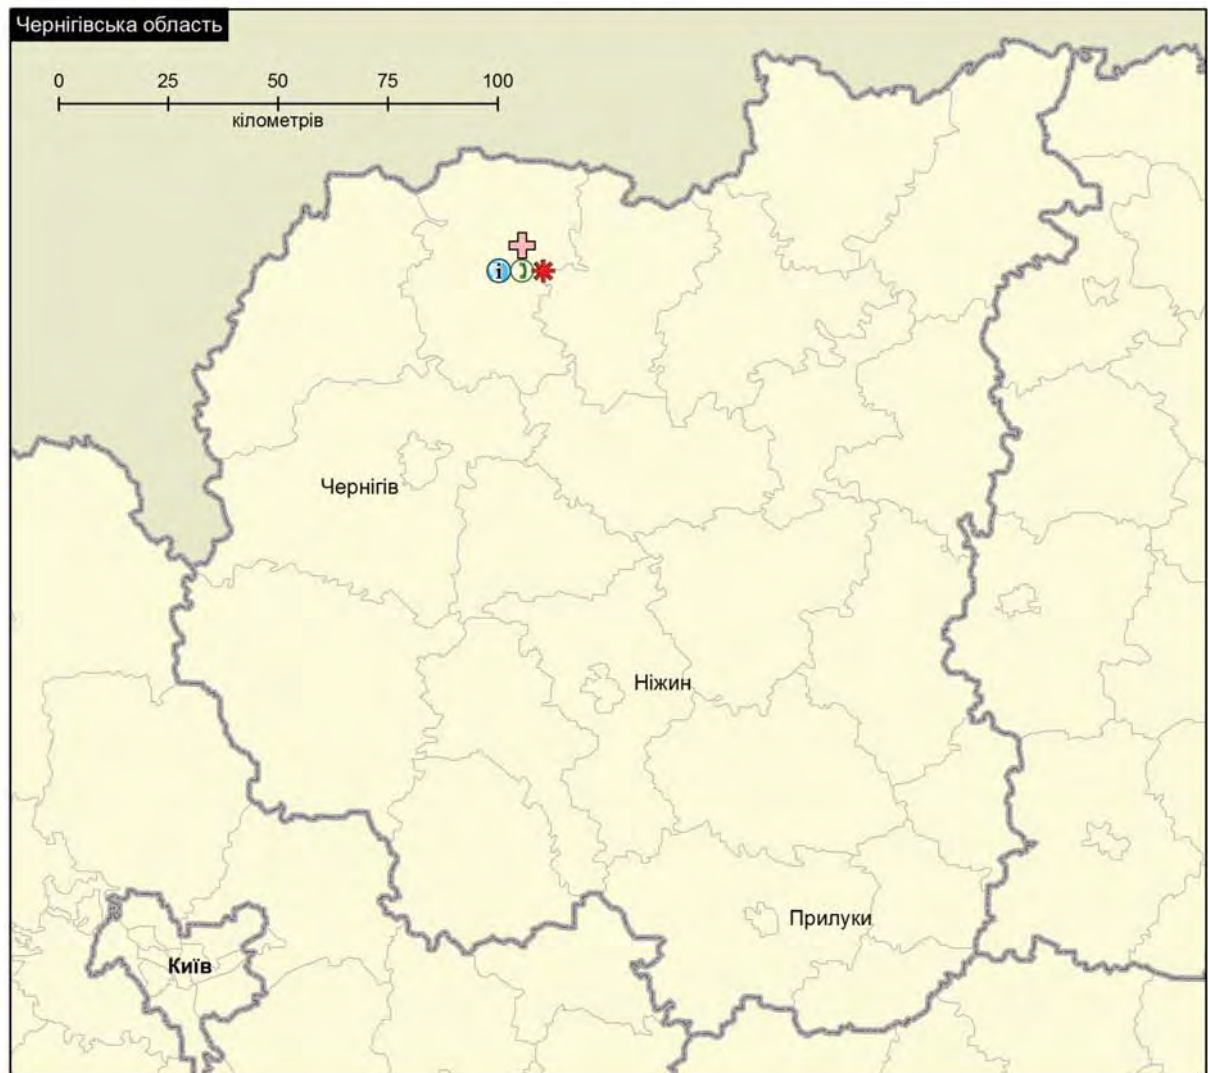 Чернігівська область
0 25 50 75 100
кілометрів
i
Чернігів
Ніжин
Прилуки
Київ